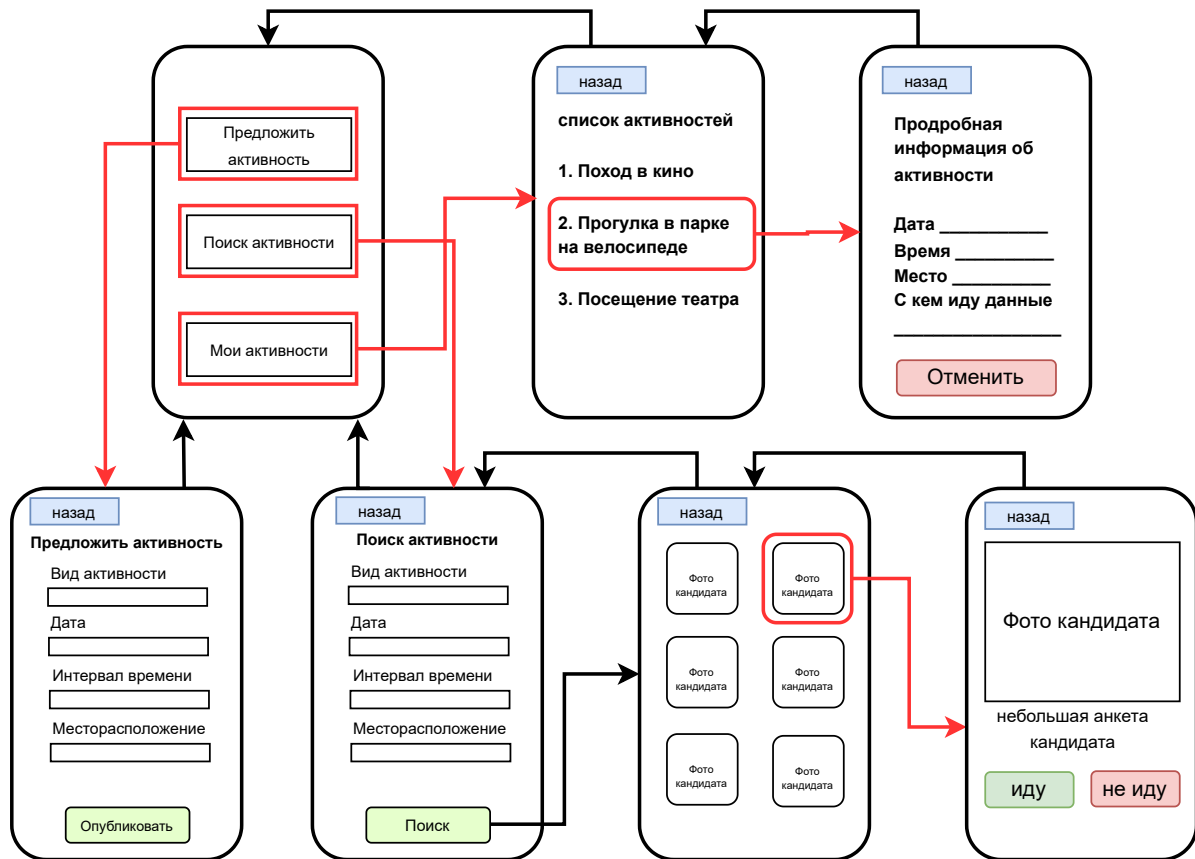 Предложить
активность
Поиск активности
Мои активности
назад
список активностей
1. Поход в кино
2. Прогулка в парке
на велосипеде
3. Посещение театра
назад
Продробная
информация об
активности
Дата ___________
Время __________
Место __________
С кем иду данные
_________________
Отменить
назад
Предложить активность
Вид активности
Дата
Интервал времени
Месторасположение
Опубликовать
назад
Поиск активности
Вид активности
Дата
Интервал времени
Месторасположение
Поиск
назад
Фото
кандидата
Фото
кандидата
Фото
кандидата
Фото
кандидата
Фото
кандидата
Фото
кандидата
назад
Фото кандидата
небольшая анкета
кандидата
иду
не иду